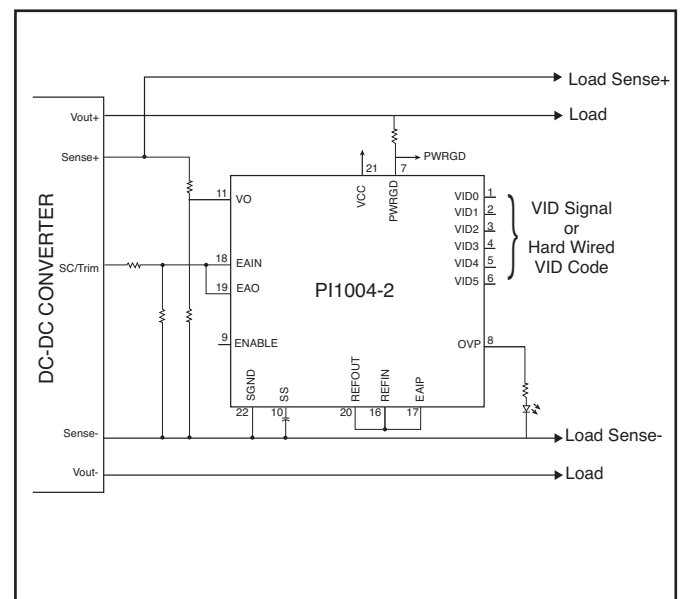 Load Sense+
Vout+
Load
Sense+
PWRGD
21
7
11
VO
VCC
PWRGD
VID0
1
VID1
2
VID2
3
VID3
4
VID4
5
VID5
6
VID Signal
or
Hard Wired
VID Code
DC-DC CONVERTER
SC/Trim
18
EAIN
19
EAO
PI1004-2
9
ENABLE
OVP
8
SGND
SS
REFOUT
REFIN
EAIP
22
10
20
16
17
Sense-
Load Sense-
Vout-
Load